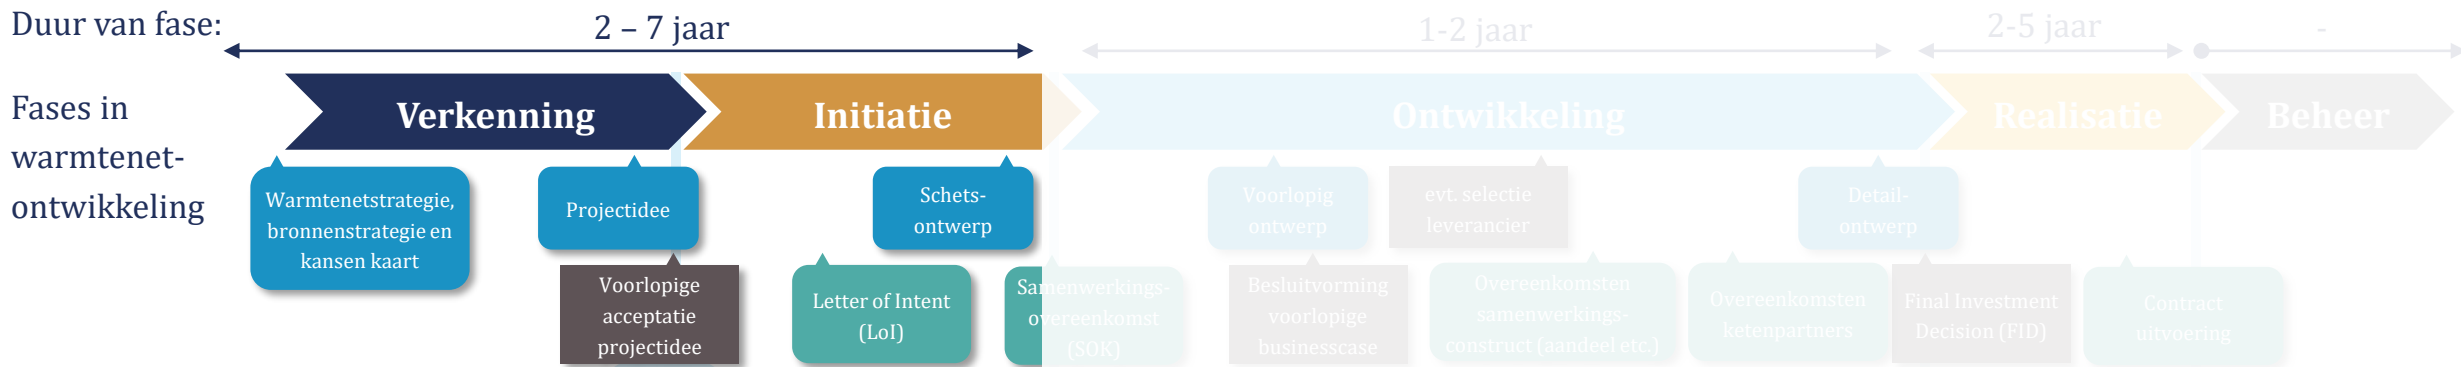 Duur van fase:
2 – 7 jaar
1-2 jaar
2-5 jaar
-
Fases in
warmtenet-
ontwikkeling
Verkenning
Initiatie
Ontwikkeling
Realisatie
Beheer
Warmtenetstrategie,
bronnenstrategie en
kansen kaart
Projectidee
Schets-
ontwerp
Voorlopig
ontwerp
evt. selectie
leverancier
Detail-
ontwerp
Voorlopige
acceptatie
projectidee
Letter of Intent
(LoI)
Samenwerkings-
overeenkomst
(SOK)
Besluitvorming
voorlopige
businesscase
Overeenkomsten
samenwerkings-
construct (aandeel etc.)
Overeenkomsten
ketenpartners
Final Investment
Decision (FID)
Contract
uitvoering